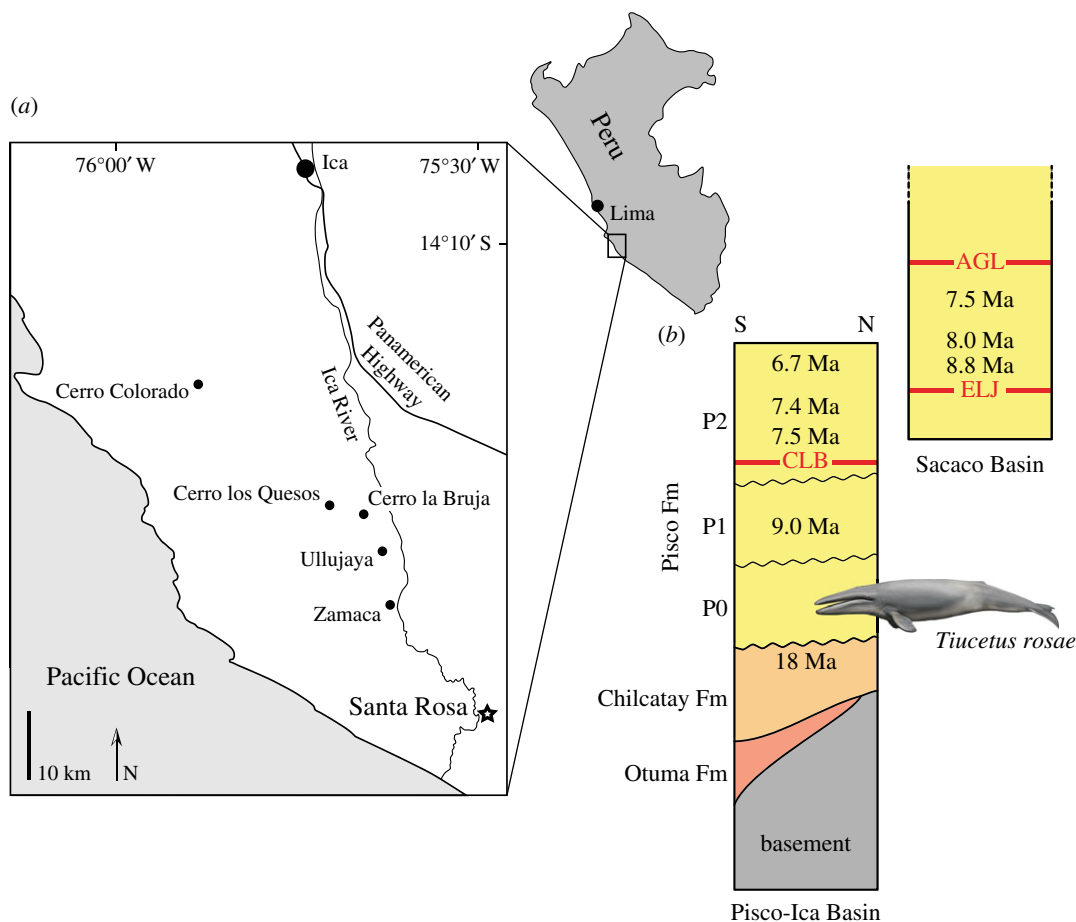 (a)
76°00′ W
Ica
75°30′ W
14°10′ S
Panamerican
Highway
Ica River
Cerro Colorado
Cerro los Quesos
Cerro la Bruja
Ullujaya
Zamaca
Pacific Ocean
Santa Rosa
10 km
N
Peru
Lima
(b)
S
N
6.7 Ma
7.4 Ma
7.5 Ma
CLB
9.0 Ma
18 Ma
P2
P1
P0
Pisco Fm
Chilcatay Fm
Otuma Fm
basement
Pisco-Ica Basin
Tiucetus rosae
AGL
7.5 Ma
8.0 Ma
8.8 Ma
ELJ
Sacaco Basin